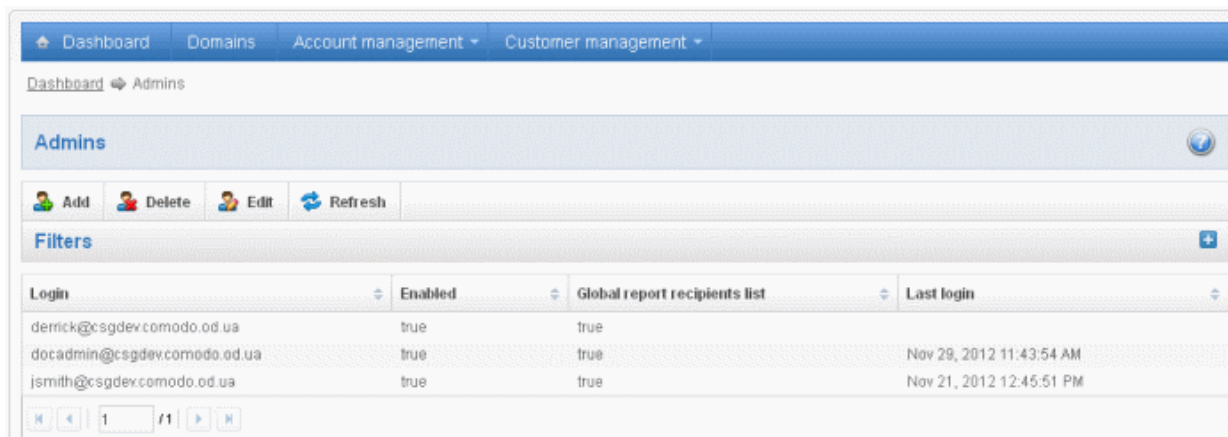 Dashboard Domains Account management Customer management
Dashboard Admins
Admins
Add Delete Edit Refresh
Filters
Login Enabled Global report recipients list Last login
derrick@csgdev.comodo.od.ua true true
docadmin@csgdev.comodo.od.ua true true Nov 29, 2012 11:43:54 AM
jsmith@csgdev.comodo.od.ua true true Nov 21, 2012 12:45:51 PM
1 /1